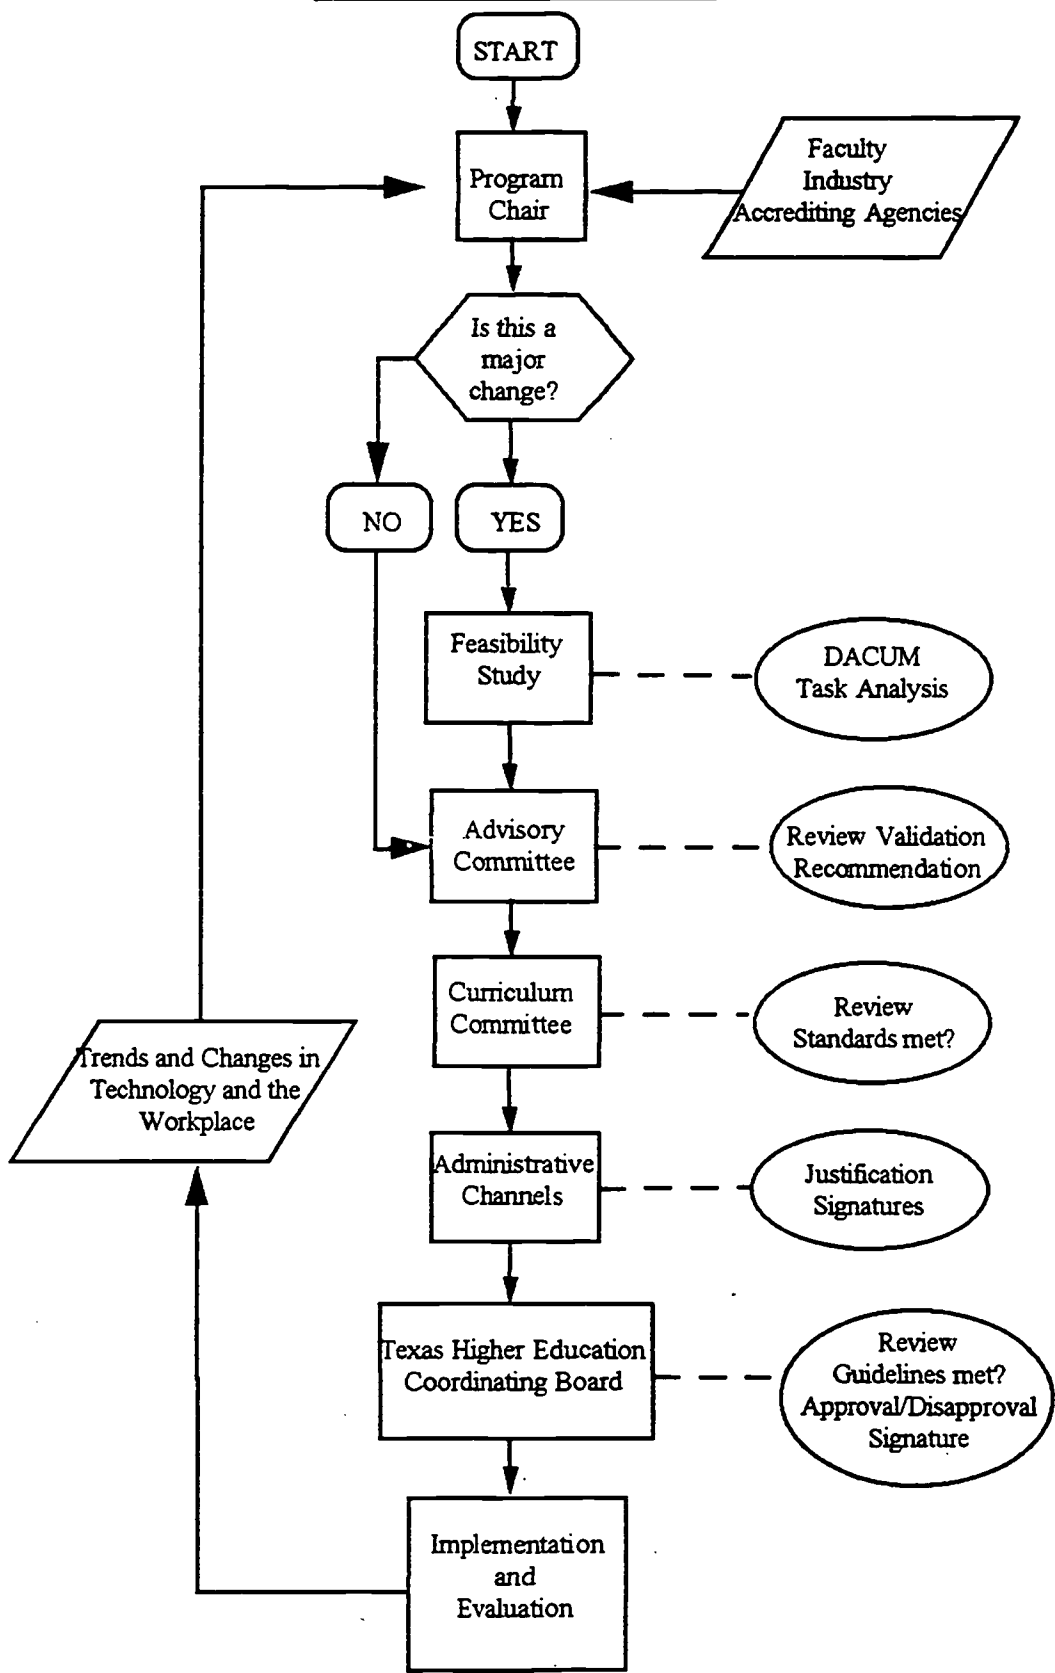 START
Program
Chair
Faculty
Industry
Accrediting Agencies
Is this a
major
change?
NO
YES
Feasibility
Study
DACUM
Task Analysis
Advisory
Committee
Review Validation
Recommendation
Curriculum
Committee
Review
Standards met?
Trends and Changes in
Technology and the
Workplace
Administrative
Channels
Justification
Signatures
Texas Higher Education
Coordinating Board
Review
Guidelines met?
Approval/Disapproval
Signature
Implementation
and
Evaluation